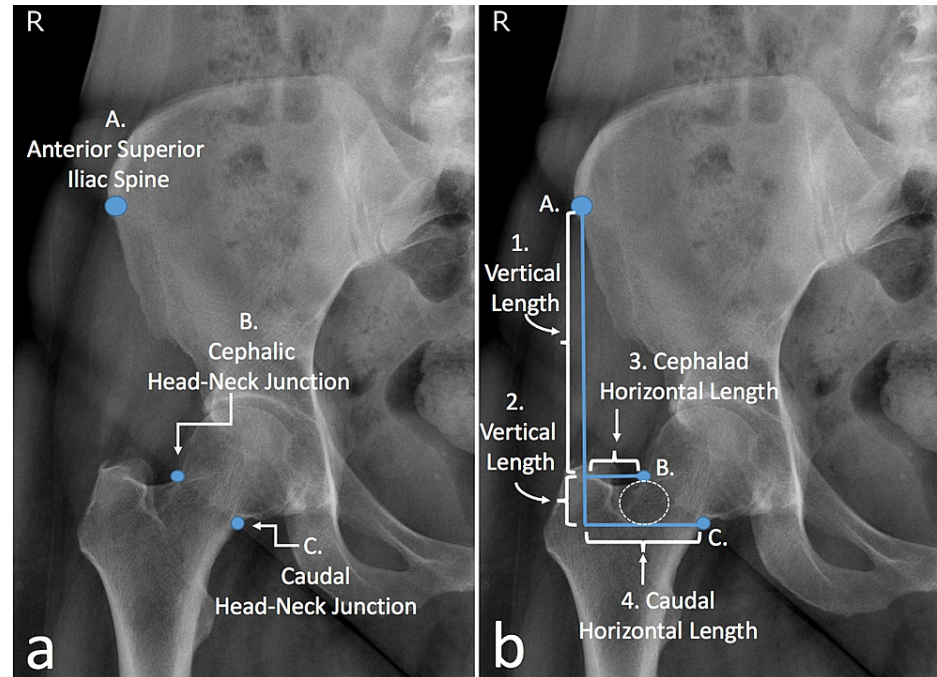 R
A.
Anterior Superior
Iliac Spine
B.
Cephalic
Head-Neck Junction
C.
Caudal
Head-Neck Junction
a
R
A.
1.
Vertical
Length
2.
Vertical
Length
3. Cephalad
Horizontal Length
B.
C.
4. Caudal
Horizontal Length
b